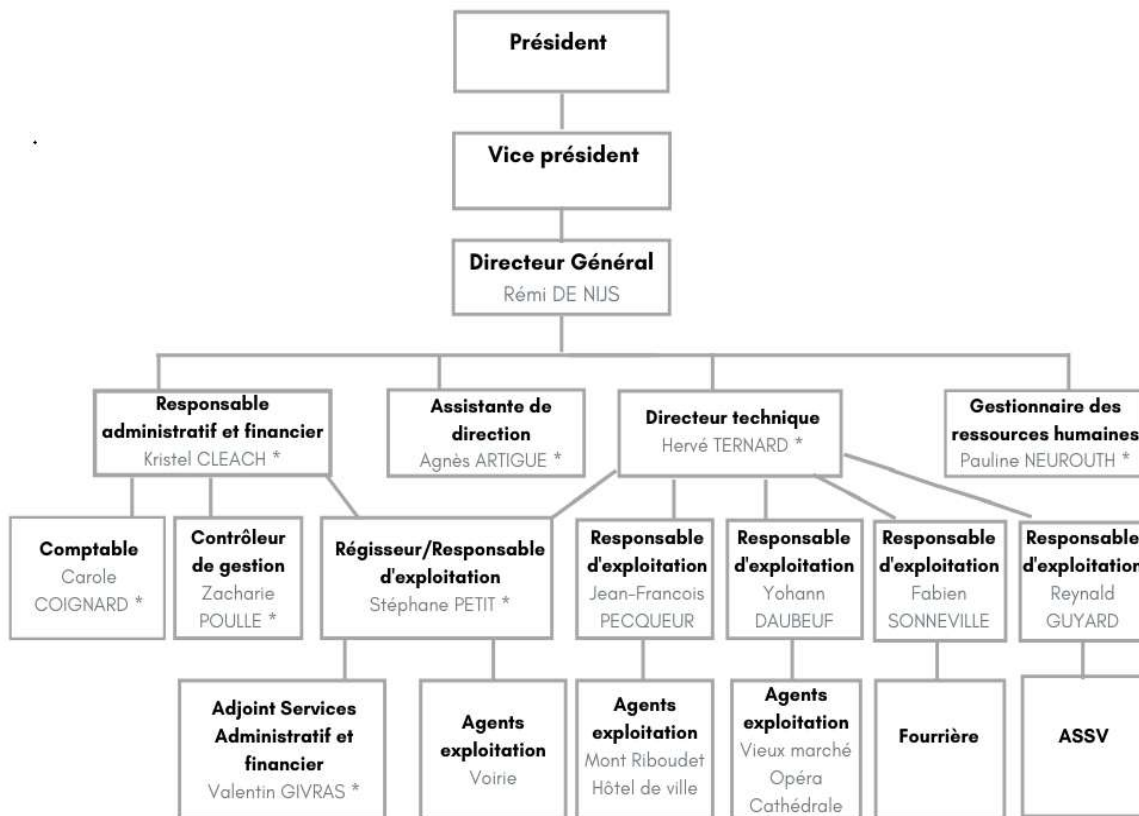 Président
Vice président
Directeur Général
Rémi DE NIJS
Responsable
administratif et financier
Kristel CLEACH *
Assistante de
direction
Agnès ARTIGUE *
Directeur technique
Hervé TERNARD *
Gestionnaire des
ressources humaines
Pauline NEUROUTH *
Comptable
Carole
COIGNARD *
Contrôleur
de gestion
Zacharie
POULLE *
Régisseur/Responsable
d'exploitation
Stéphane PETIT *
Responsable
d'exploitation
Jean-Francois
PECQUEUR
Responsable
d'exploitation
Yohann
DAUBEUF
Responsable
d'exploitation
Fabien
SONNEVILLE
Responsable
d'exploitation
Reynald
GUYARD
Adjoint Services
Administratif et
financier
Valentin GIVRAS *
Agents
exploitation
Voirie
Agents
exploitation
Mont Riboudet
Hôtel de ville
Agents
exploitation
Vieux marché
Opéra
Cathédrale
Fourrière
ASSV